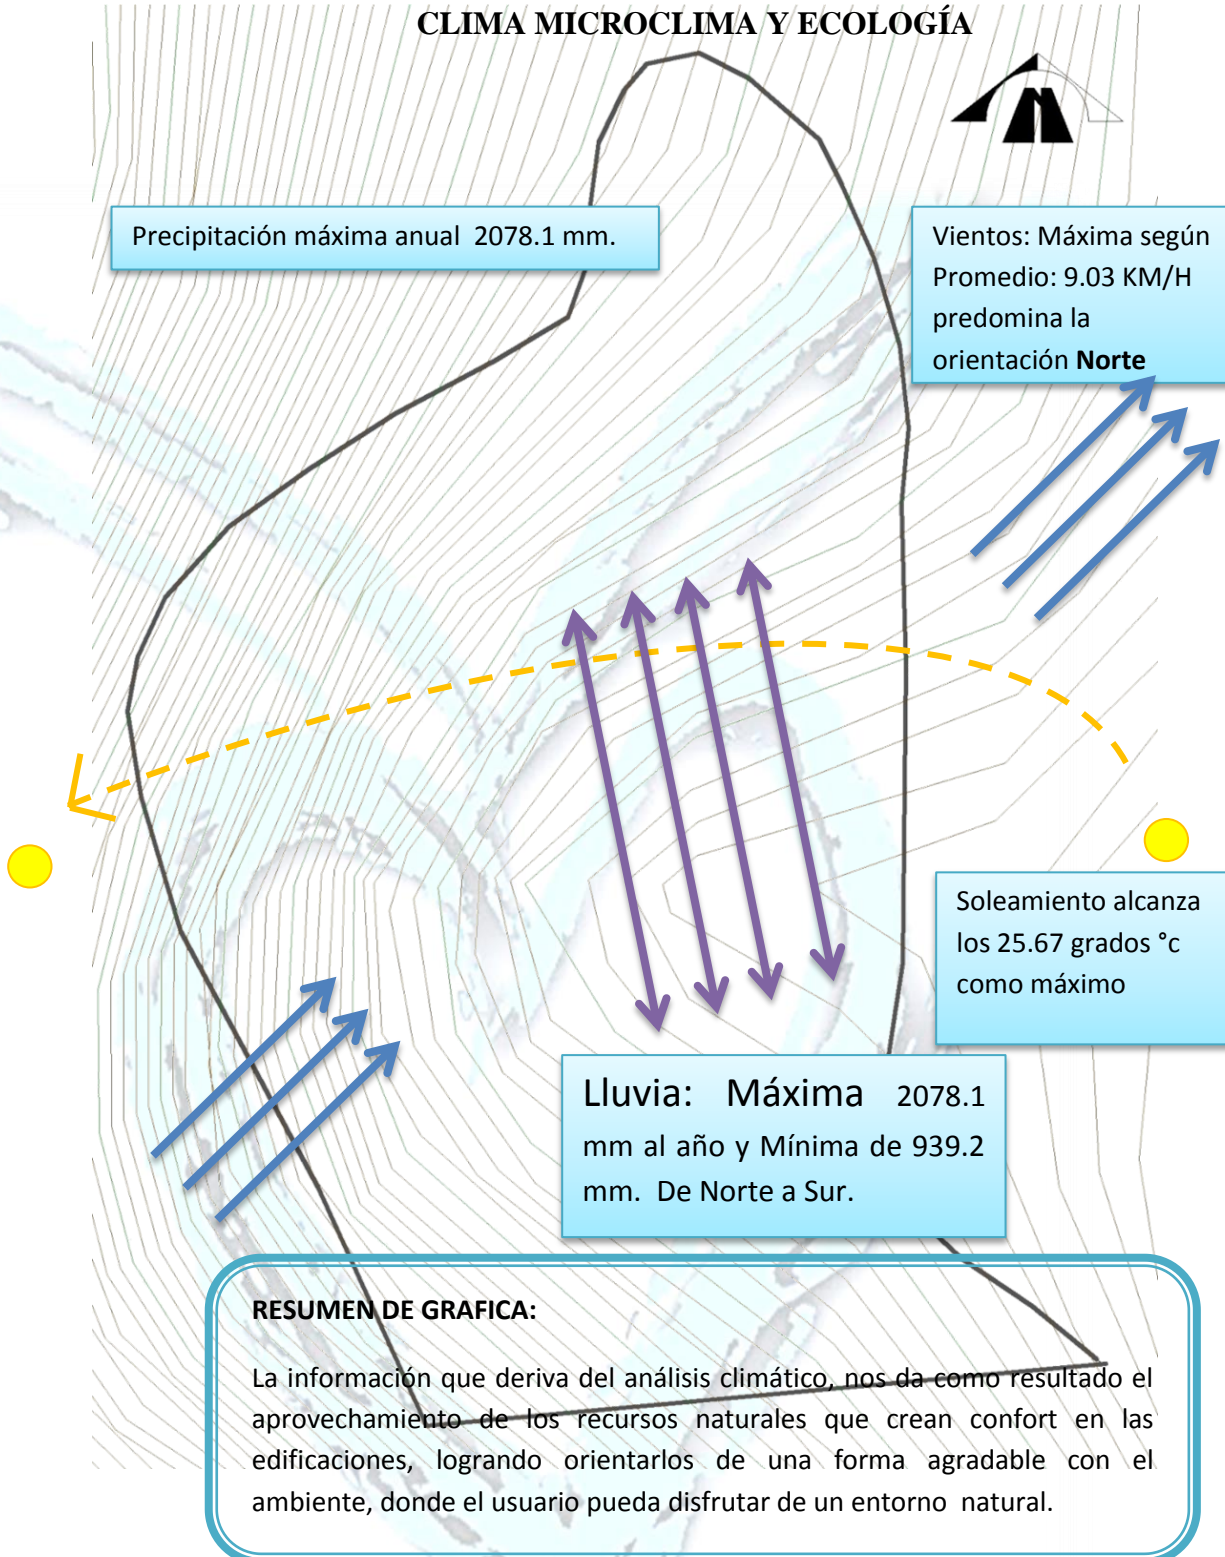 CLIMA MICROCLIMA Y ECOLOGÍA
Precipitación máxima anual 2078.1 mm.
Vientos: Máxima según
Promedio: 9.03 KM/H
predomina la
orientación Norte
Soleamiento alcanza
los 25.67 grados °c
como máximo
Lluvia: Máxima 2078.1
mm al año y Mínima de 939.2
mm. De Norte a Sur.
RESUMEN DE GRAFICA:
La información que deriva del análisis climático, nos da como resultado el
aprovechamiento de los recursos naturales que crean confort en las
edificaciones, logrando orientarlos de una forma agradable con el
ambiente, donde el usuario pueda disfrutar de un entorno natural.